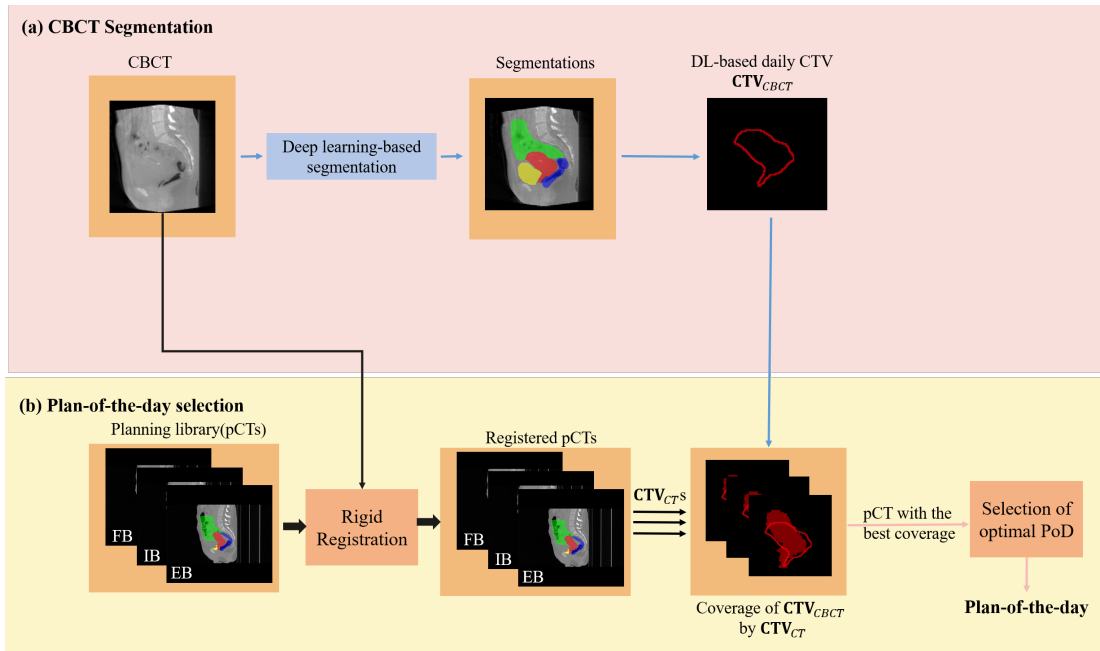 (a) CBCT Segmentation
CBCT
Segmentations
DL-based daily CTV
CTV_CBCT
Deep learning-based
segmentation
(b) Plan-of-the-day selection
Planning library(pCTs)
FB
IB
EB
Rigid
Registration
Registered pCTs
FB
IB
EB
CTV_CTs
Coverage of CTV_CBCT
by CTV_CT
pCT with the
best coverage
Selection of
optimal PoD
Plan-of-the-day